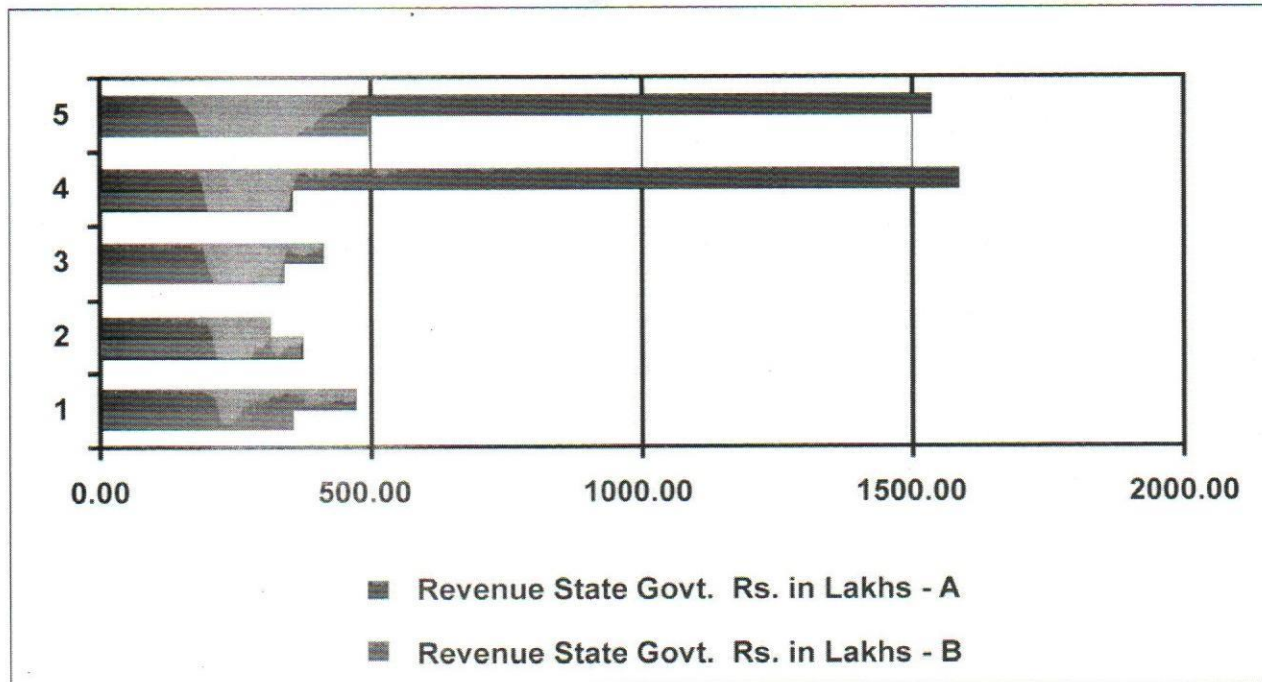 5
4
3
2
1
0.00 500.00 1000.00 1500.00 2000.00
Revenue State Govt. Rs. in Lakhs - A
Revenue State Govt. Rs. in Lakhs - B